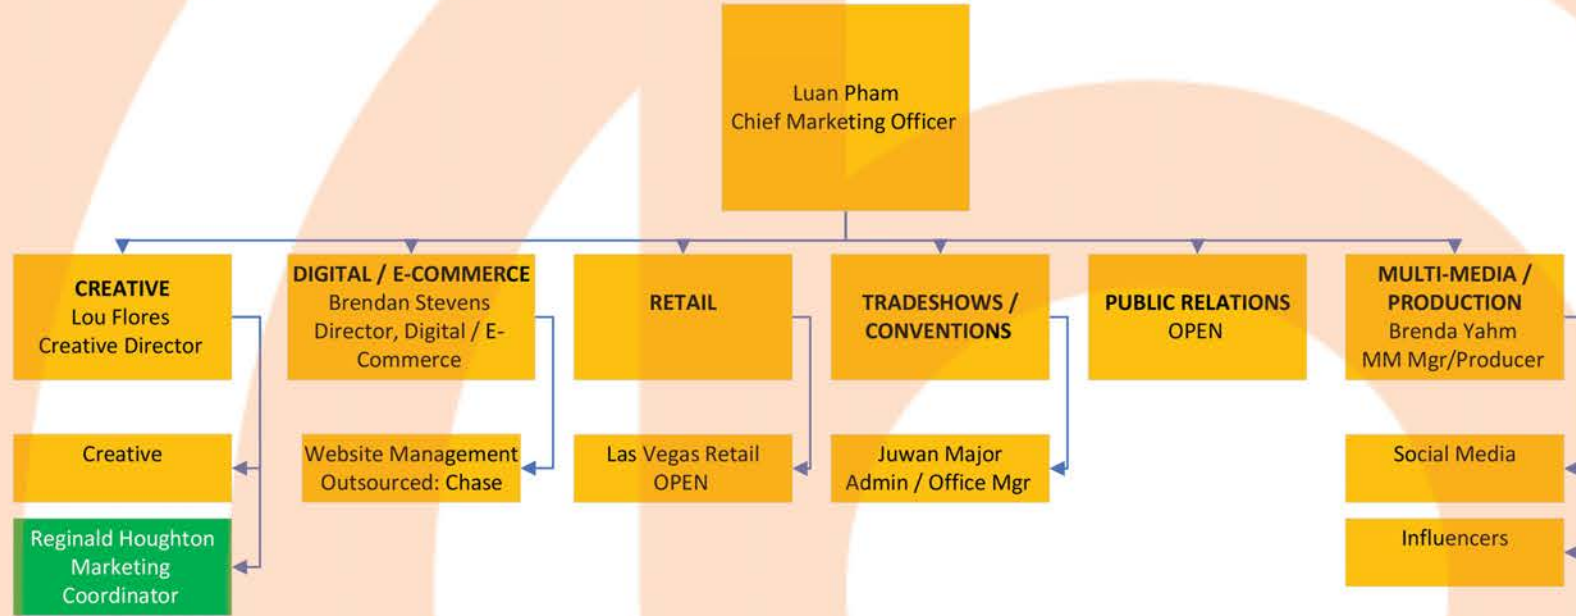 Luan Pham
Chief Marketing Officer
CREATIVE
Lou Flores
Creative Director
DIGITAL / E-COMMERCE
Brendan Stevens
Director, Digital / E-
Commerce
RETAIL
TRADESHOWS /
CONVENTIONS
PUBLIC RELATIONS
OPEN
MULTI-MEDIA /
PRODUCTION
Brenda Yahm
MM Mgr/Producer
Creative
Website Management
Outsourced: Chase
Las Vegas Retail
OPEN
Juwan Major
Admin / Office Mgr
Social Media
Reginald Houghton
Marketing
Coordinator
Influencers